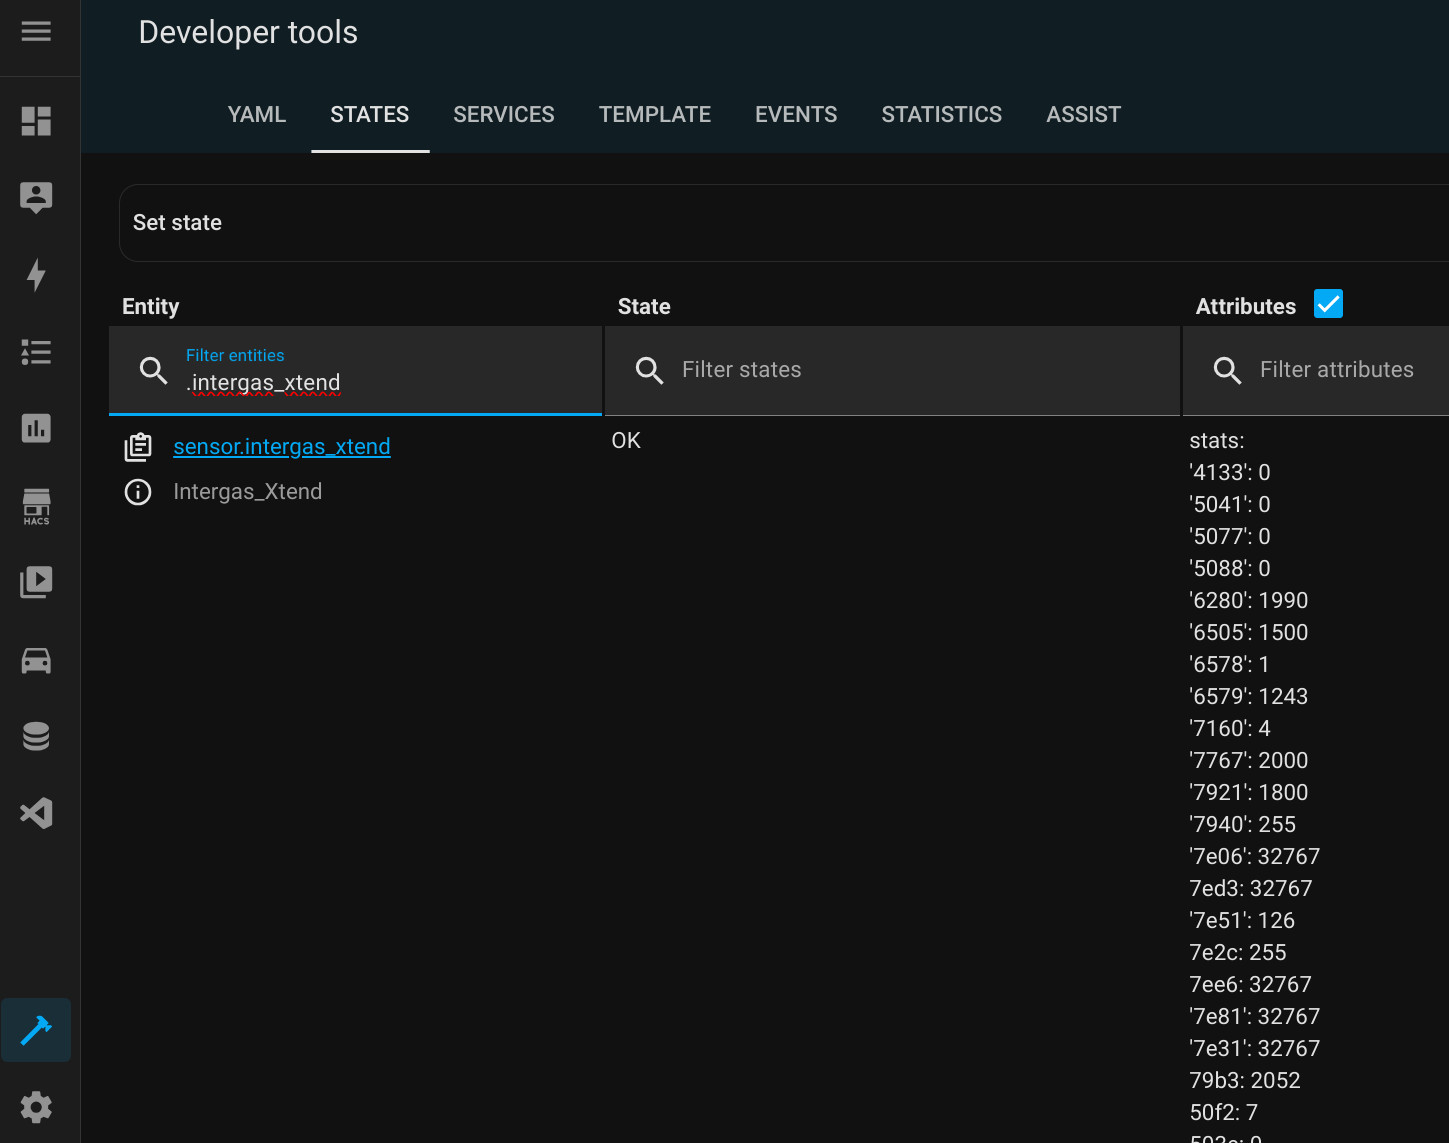 Developer tools
YAML STATES SERVICES TEMPLATE EVENTS STATISTICS ASSIST
Set state
Entity State Attributes
Filter entities
.intergas_xtend
Filter states
Filter attributes
sensor.intergas_xtend
Intergas_Xtend
OK
stats:
'4133': 0
'5041': 0
'5077': 0
'5088': 0
'6280': 1990
'6505': 1500
'6578': 1
'6579': 1243
'7160': 4
'7767': 2000
'7921': 1800
'7940': 255
'7e06': 32767
7ed3: 32767
'7e51': 126
7e2c: 255
7ee6: 32767
'7e81': 32767
'7e31': 32767
79b3: 2052
50f2: 7
HACS